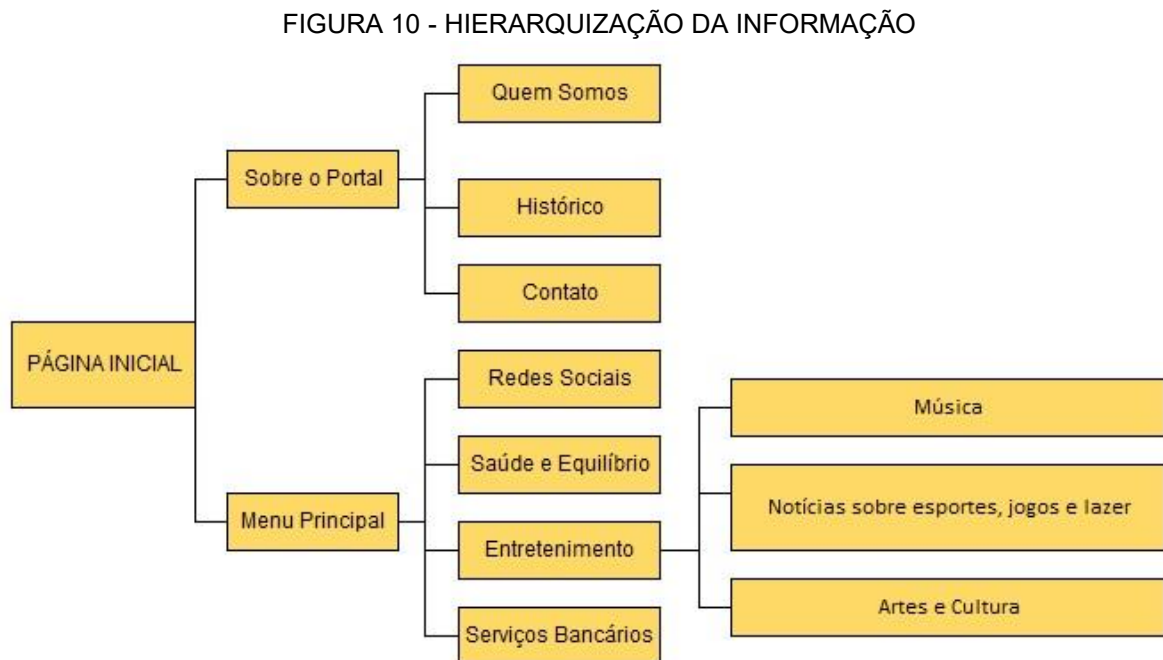 FIGURA 10 - HIERARQUIZAÇÃO DA INFORMAÇÃO
PÁGINA INICIAL
Sobre o Portal
Quem Somos
Histórico
Contato
Menu Principal
Redes Sociais
Saúde e Equilíbrio
Entretenimento
Música
Notícias sobre esportes, jogos e lazer
Artes e Cultura
Serviços Bancários